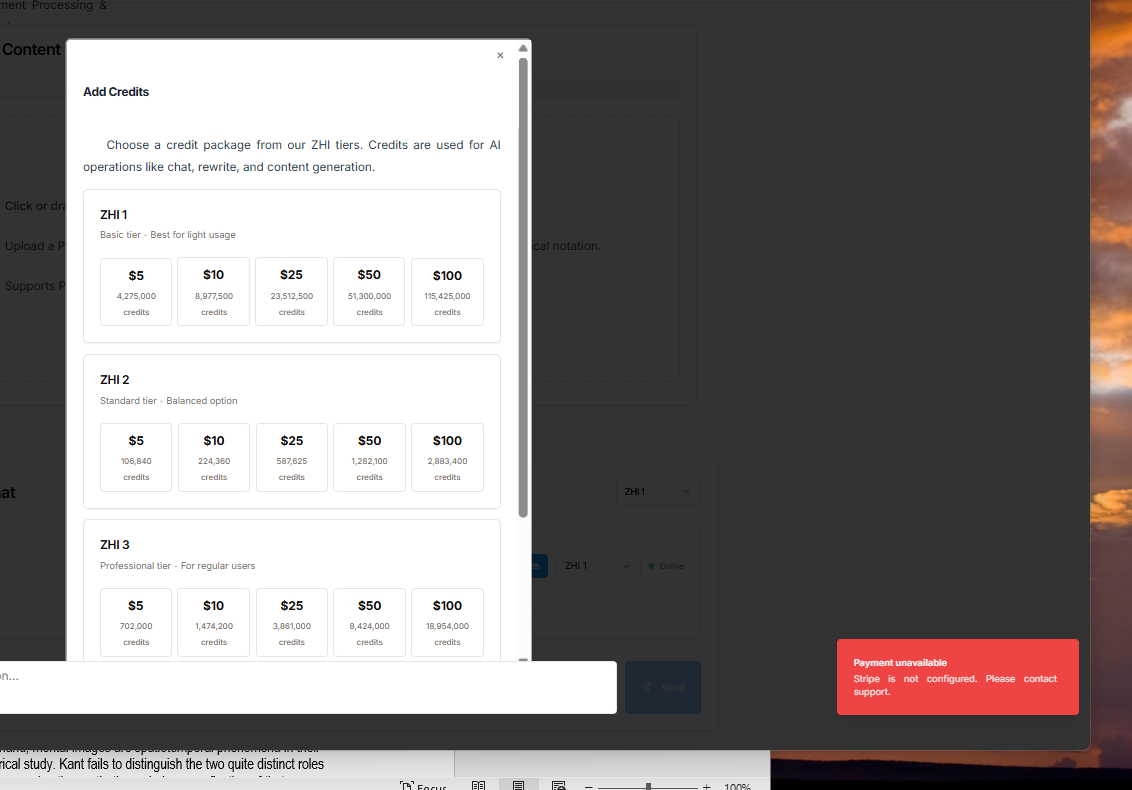 ment Processing &
Content
×
Add Credits
Choose a credit package from our ZHI tiers. Credits are used for AI
operations like chat, rewrite, and content generation.
ZHI 1
Basic tier - Best for light usage
$5 $10 $25 $50 $100
4,275,000 8,977,500 23,512,500 51,300,000 115,425,000
credits credits credits credits credits
Click or dra
Upload a P
cal notation.
Supports P
ZHI 2
Standard tier - Balanced option
$5 $10 $25 $50 $100
106,840 224,360 587,625 1,282,100 2,883,400
credits credits credits credits credits
at
ZHI 1
ZHI 3
Professional tier - For regular users
ZHI 1
Online
$5 $10 $25 $50 $100
702,000 1,474,200 3,861,000 8,424,000 18,954,000
credits credits credits credits credits
n...
Send
Payment unavailable
Stripe is not configured. Please contact
support.
mental images are spatiotemporal phenomena in their
rical study. Kant fails to distinguish the two quite distinct roles
Focus
100%